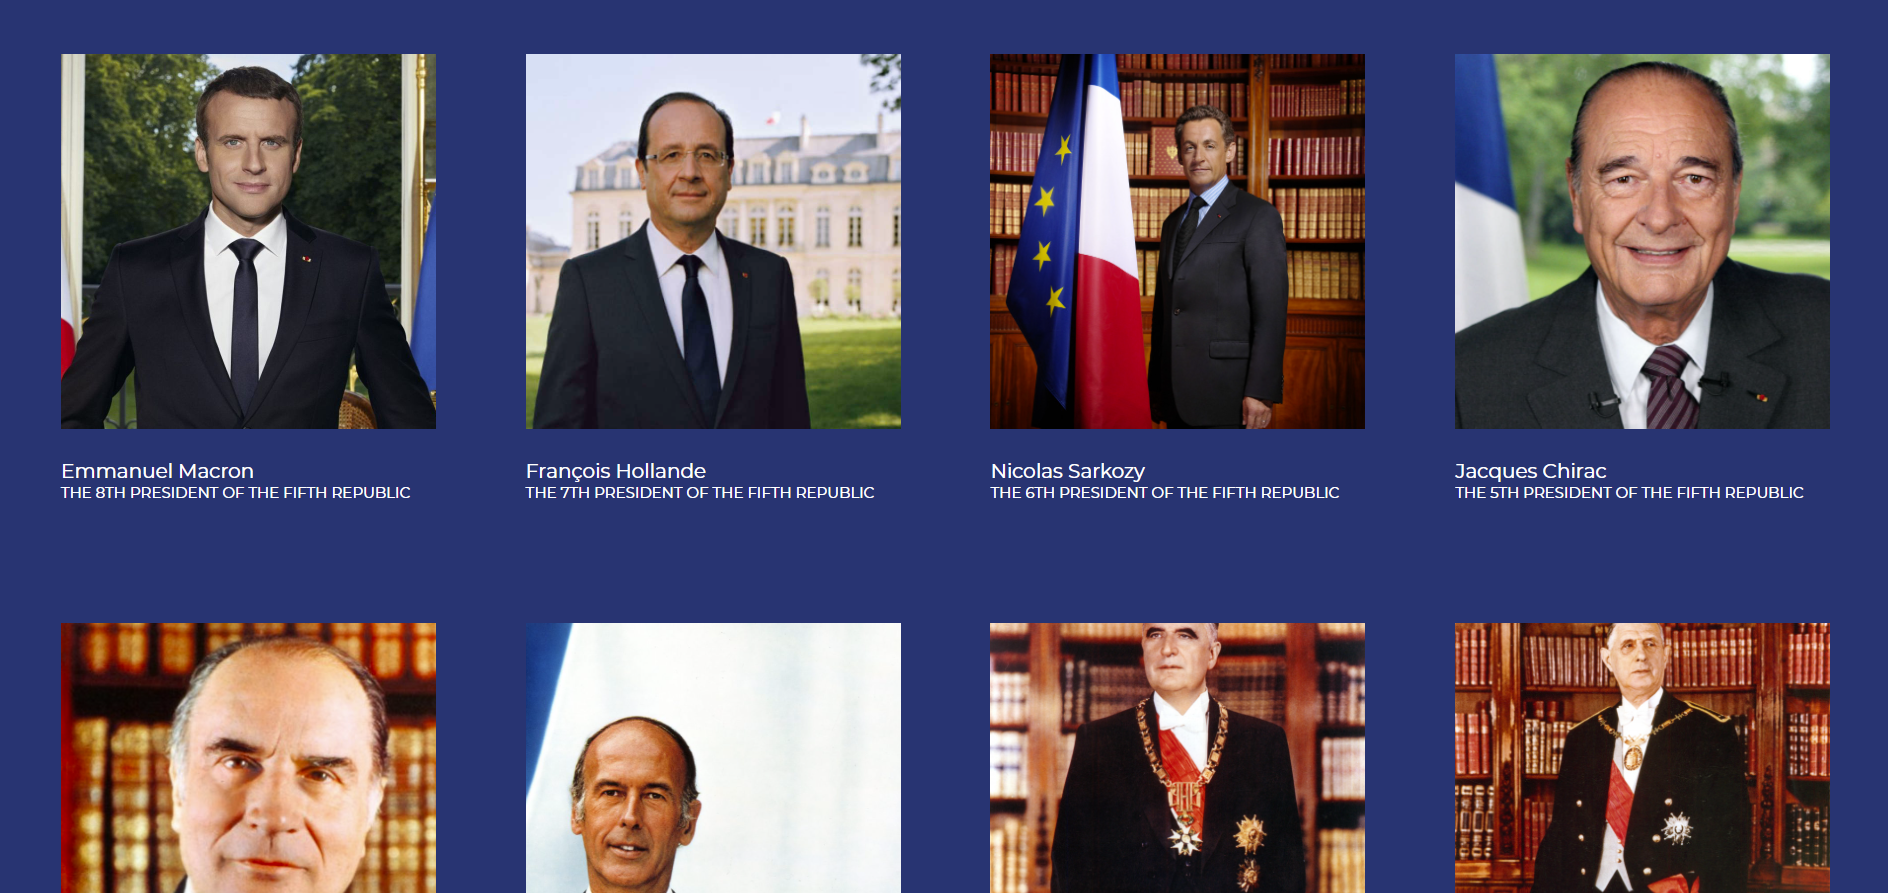 Emmanuel Macron
THE 8TH PRESIDENT OF THE FIFTH REPUBLIC
François Hollande
THE 7TH PRESIDENT OF THE FIFTH REPUBLIC
Nicolas Sarkozy
THE 6TH PRESIDENT OF THE FIFTH REPUBLIC
Jacques Chirac
THE 5TH PRESIDENT OF THE FIFTH REPUBLIC